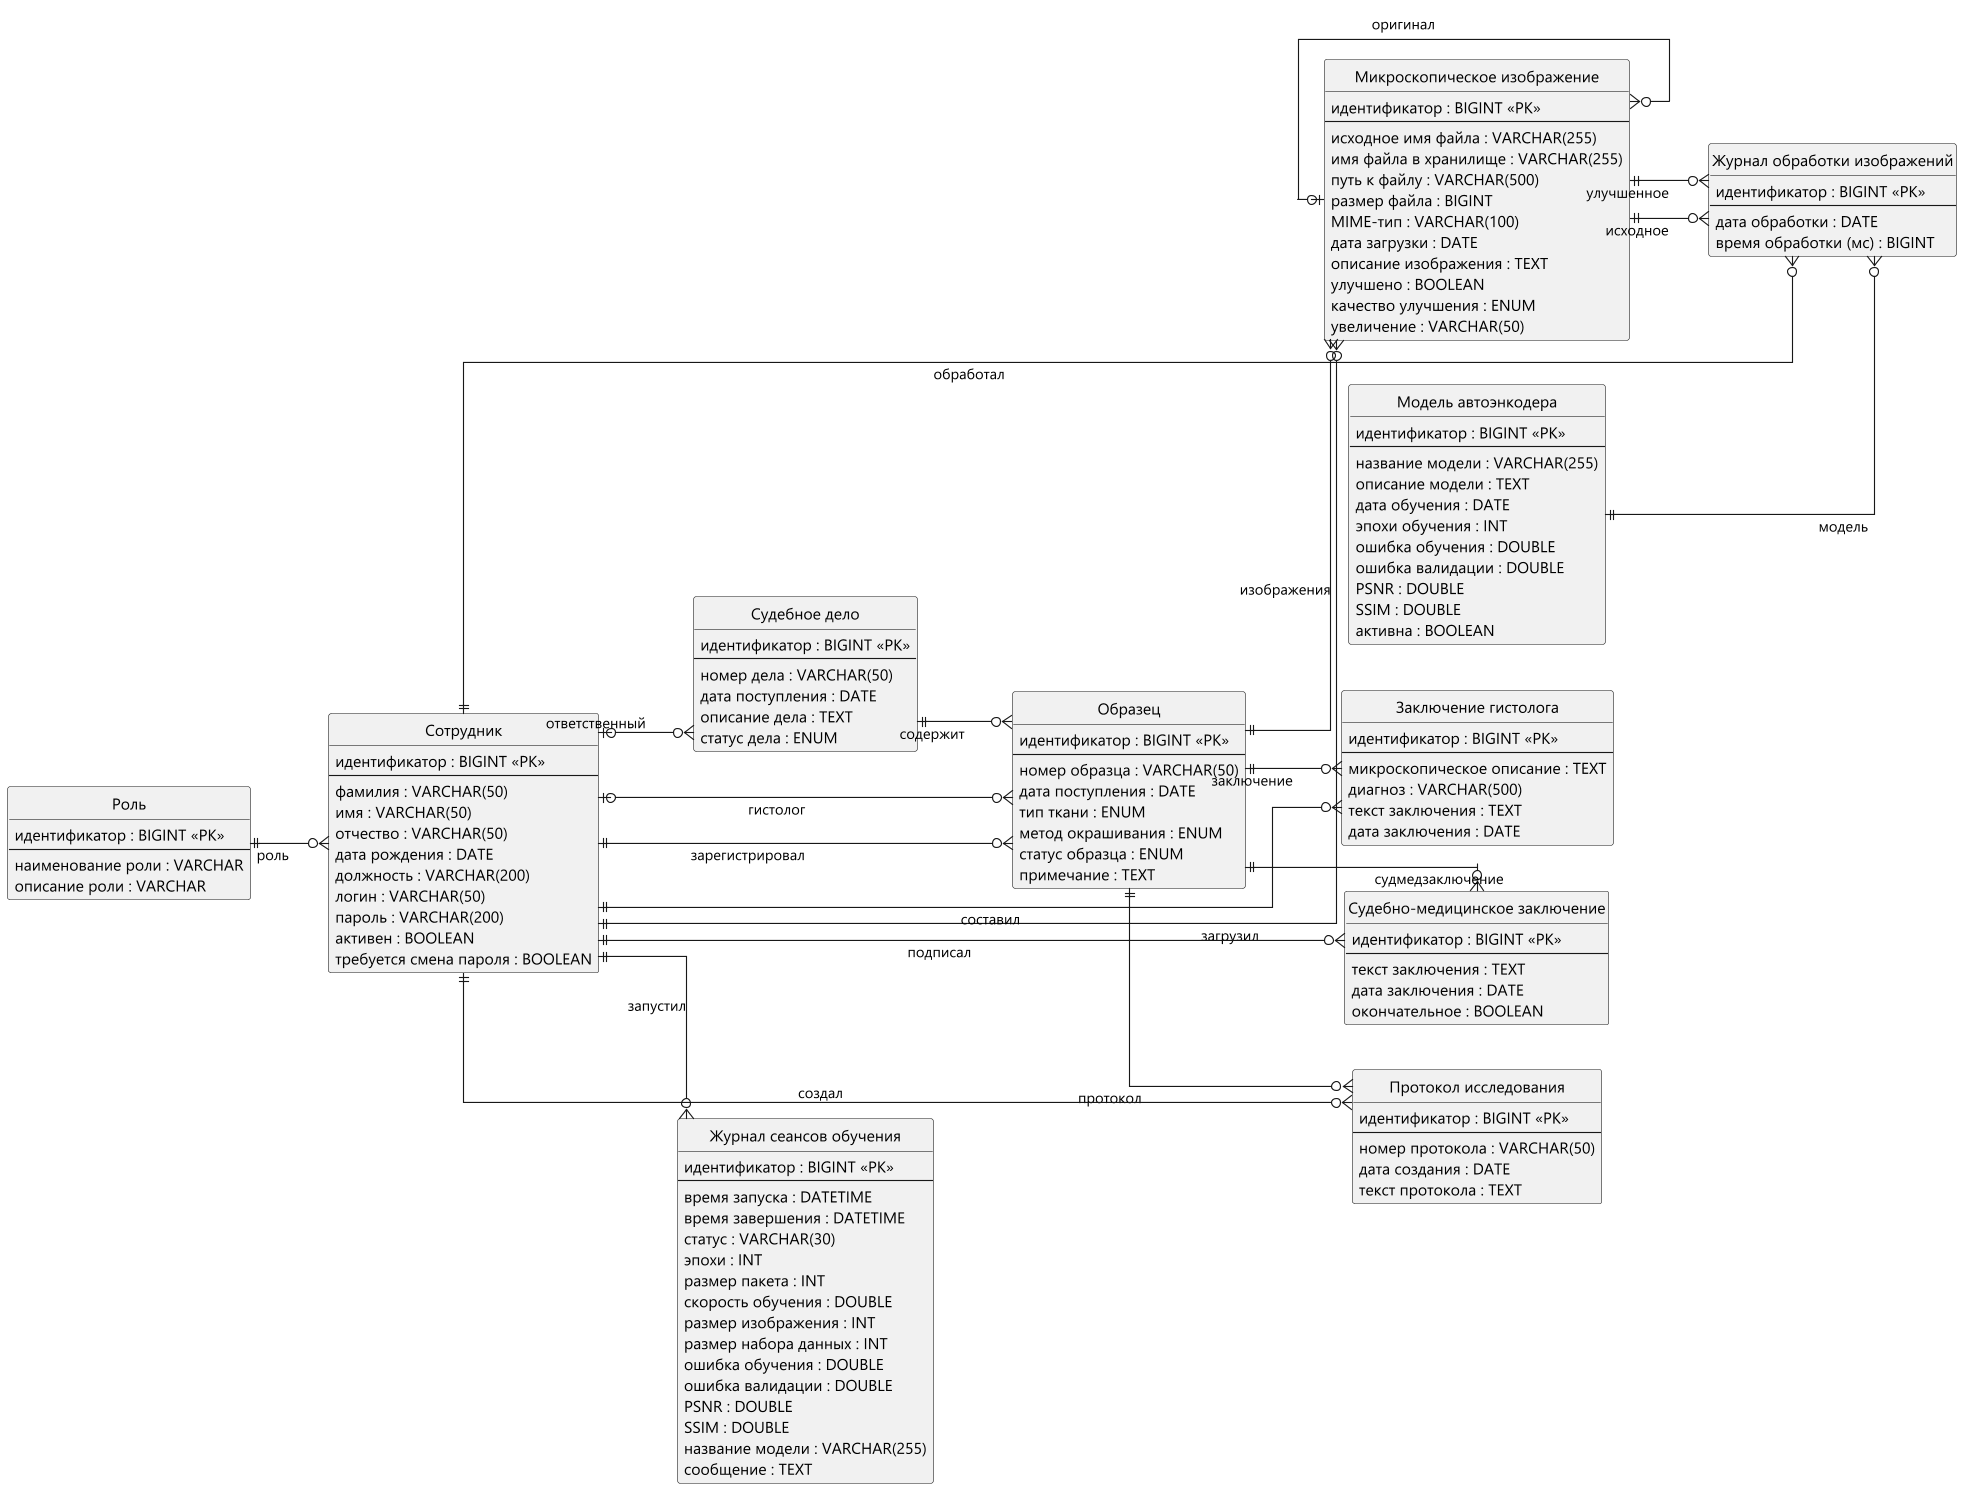 оригинал
Микроскопическое изображение
идентификатор : BIGINT «PK»
исходное имя файла : VARCHAR(255)
имя файла в хранилище : VARCHAR(255)
путь к файлу : VARCHAR(500)
размер файла : BIGINT
MIME-тип : VARCHAR(100)
дата загрузки : DATE
описание изображения : TEXT
улучшено : BOOLEAN
качество улучшения : ENUM
увеличение : VARCHAR(50)
улучшенное
исходное
Журнал обработки изображений
идентификатор : BIGINT «PK»
дата обработки : DATE
время обработки (мс) : BIGINT
обработал
Модель автоэнкодера
идентификатор : BIGINT «PK»
название модели : VARCHAR(255)
описание модели : TEXT
дата обучения : DATE
эпохи обучения : INT
ошибка обучения : DOUBLE
ошибка валидации : DOUBLE
PSNR : DOUBLE
SSIM : DOUBLE
активна : BOOLEAN
модель
изображения
Судебное дело
идентификатор : BIGINT «PK»
номер дела : VARCHAR(50)
дата поступления : DATE
описание дела : TEXT
статус дела : ENUM
ответственный
содержит
Образец
идентификатор : BIGINT «PK»
номер образца : VARCHAR(50)
дата поступления : DATE
тип ткани : ENUM
метод окрашивания : ENUM
статус образца : ENUM
примечание : TEXT
заключение
Заключение гистолога
идентификатор : BIGINT «PK»
микроскопическое описание : TEXT
диагноз : VARCHAR(500)
текст заключения : TEXT
дата заключения : DATE
Сотрудник
идентификатор : BIGINT «PK»
фамилия : VARCHAR(50)
имя : VARCHAR(50)
отчество : VARCHAR(50)
дата рождения : DATE
должность : VARCHAR(200)
логин : VARCHAR(50)
пароль : VARCHAR(200)
активен : BOOLEAN
требуется смена пароля : BOOLEAN
Роль
идентификатор : BIGINT «PK»
наименование роли : VARCHAR
описание роли : VARCHAR
роль
гистолог
зарегистрировал
составил
загрузил
подписал
судмедзаключение
Судебно-медицинское заключение
идентификатор : BIGINT «PK»
текст заключения : TEXT
дата заключения : DATE
окончательное : BOOLEAN
запустил
создал
протокол
Протокол исследования
идентификатор : BIGINT «PK»
номер протокола : VARCHAR(50)
дата создания : DATE
текст протокола : TEXT
Журнал сеансов обучения
идентификатор : BIGINT «PK»
время запуска : DATETIME
время завершения : DATETIME
статус : VARCHAR(30)
эпохи : INT
размер пакета : INT
скорость обучения : DOUBLE
размер изображения : INT
размер набора данных : INT
ошибка обучения : DOUBLE
ошибка валидации : DOUBLE
PSNR : DOUBLE
SSIM : DOUBLE
название модели : VARCHAR(255)
сообщение : TEXT